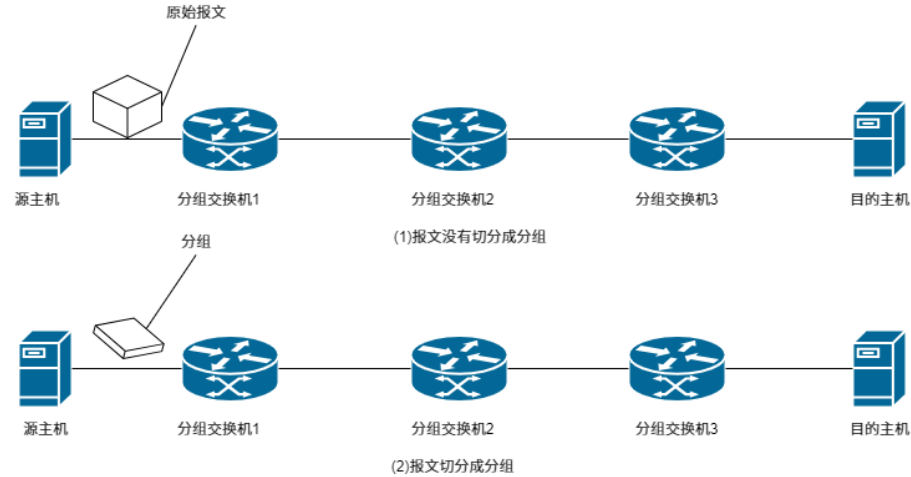 原始报文
源主机
分组交换机1
分组交换机2
分组交换机3
目的主机
(1)报文没有切分成分组
分组
源主机
分组交换机1
分组交换机2
分组交换机3
目的主机
(2)报文切分成分组